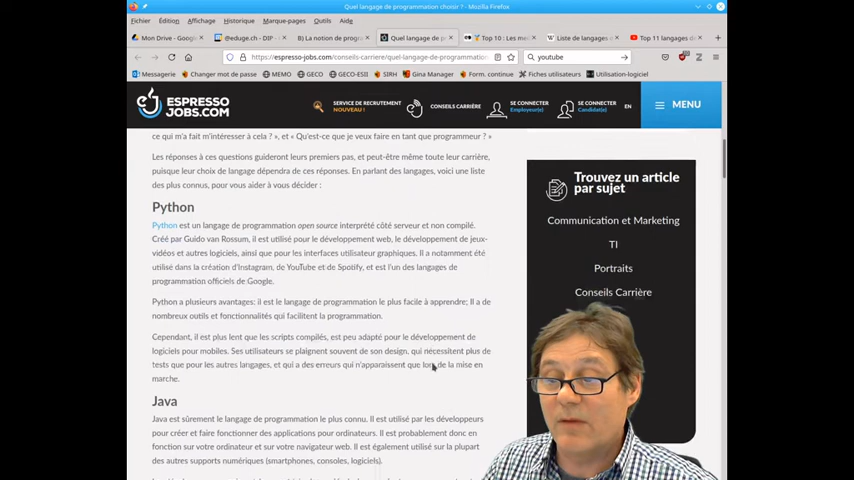 Quel langage de programmation choisir ? - Mozilla Firefox
Fichier Édition Affichage Historique Marque-pages Outils Aide
Mon Drive - Google
@eduge.ch - DIP -
B) La notion de progra
Quel langage de pr
Top 10 : Les me
Liste de langages
Top 11 langages de
https://espresso-jobs.com/conseils-carriere/quel-langage-de-programmation-
youtube
Messagerie Changer mot de passe MEMO GECO GECO-ESII SIRH Gina Manager Form. continue Fiches utilisateurs Utilisation-logiciel
ESPRESSO
JOBS.COM
SERVICE DE RECRUTEMENT
NOUVEAU !
CONSEILS CARRIÈRE
SE CONNECTER
Employeur(e)
SE CONNECTER
Candidat(e)
EN
MENU
ce qui m'a fait m'intéresser à cela ? », et « Qu'est-ce que je veux faire en tant que programmeur ? »
Les réponses à ces questions guideront leurs premiers pas, et peut-être même toute leur carrière,
puisque leur choix de langage dépendra de ces réponses. En parlant des langages, voici une liste
des plus connus, pour vous aider à vous décider :
Python
Python est un langage de programmation open source interprété côté serveur et non compilé.
Créé par Guido van Rossum, il est utilisé pour le développement web, le développement de jeux-
vidéos et autres logiciels, ainsi que pour les interfaces utilisateur graphiques. Il a notamment été
utilisé dans la création d'Instagram, de YouTube et de Spotify, et est l'un des langages de
programmation officiels de Google.
Python a plusieurs avantages: il est le langage de programmation le plus facile à apprendre; Il a de
nombreux outils et fonctionnalités qui facilitent la programmation.
Cependant, il est plus lent que les scripts compilés, est peu adapté pour le développement de
logiciels pour mobiles. Ses utilisateurs se plaignent souvent de son design, qui nécessitent plus de
tests que pour les autres langages, et qui a des erreurs qui n'apparaissent que lors de la mise en
marche.
Java
Java est sûrement le langage de programmation le plus connu. Il est utilisé par les développeurs
pour créer et faire fonctionner des applications pour ordinateurs. Il est probablement donc en
fonction sur votre ordinateur et sur votre navigateur web. Il est également utilisé sur la plupart
des autres supports numériques (smartphones, consoles, logiciels).
Trouvez un article
par sujet
Communication et Marketing
TI
Portraits
Conseils Carrière